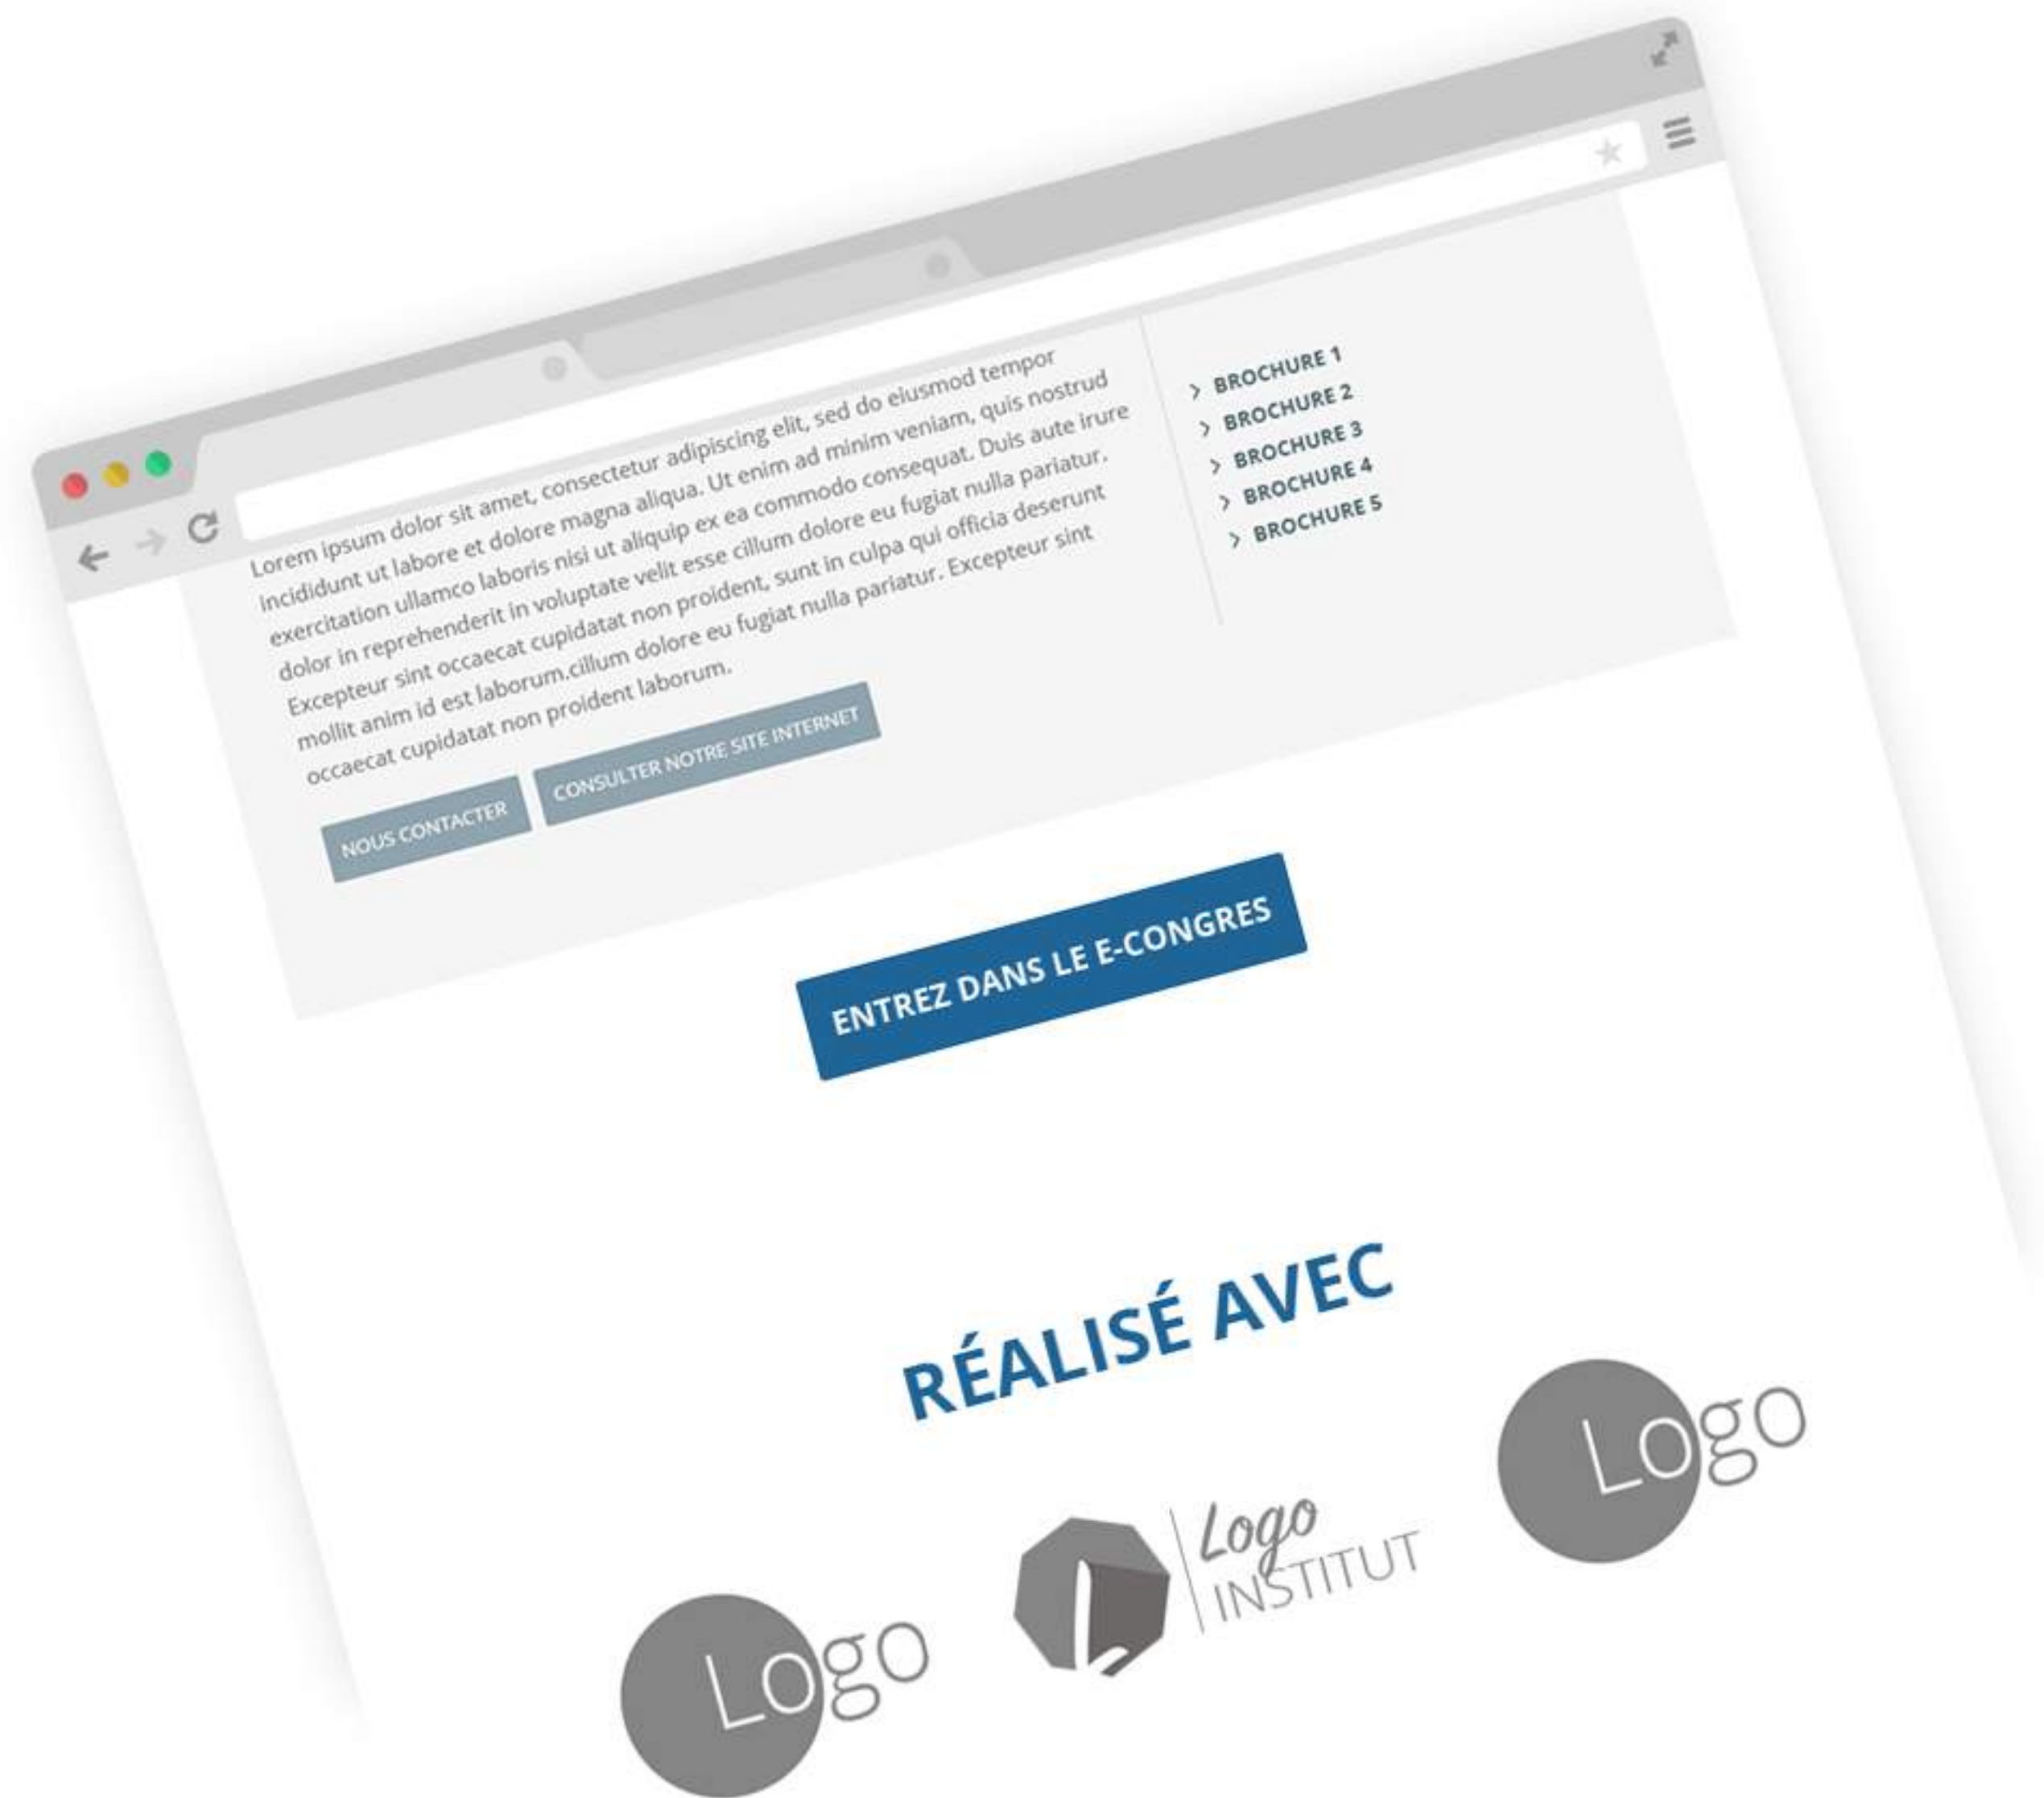 Lorem ipsum dolor sit amet, consectetur adipiscing elit, sed do eiusmod tempor
incididunt ut labore et dolore magna aliqua. Ut enim ad minim veniam, quis nostrud
exercitation ullamco laboris nisi ut aliquip ex ea commodo consequat. Duis aute irure
dolor in reprehenderit in voluptate velit esse cillum dolore eu fugiat nulla pariatur.
Excepteur sint occaecat cupidatat non proident, sunt in culpa qui officia deserunt
mollit anim id est laborum.cillum dolore eu fugiat nulla pariatur. Excepteur sint
occaecat cupidatat non proident laborum.
NOUS CONTACTER
CONSULTER NOTRE SITE INTERNET
> BROCHURE 1
> BROCHURE 2
> BROCHURE 3
> BROCHURE 4
> BROCHURE 5
ENTREZ DANS LE E-CONGRES
RÉALISÉ AVEC
Logo
Logo
INSTITUT
Logo